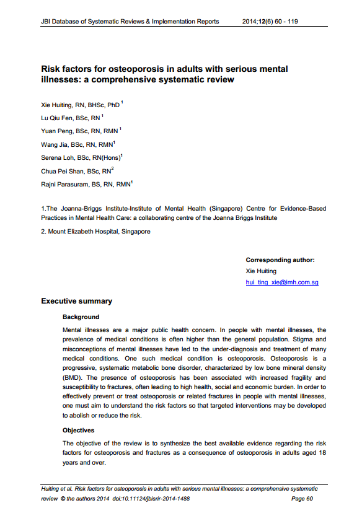 JBI Database of Systematic Reviews & Implementation Reports 2014;12(6) 60 - 119
Risk factors for osteoporosis in adults with serious mental
illnesses: a comprehensive systematic review
Xie Huiting, RN, BHSc, PhD 1
Lu Qiu Fen, BSc, RN 1
Yuan Peng, BSc, RN, RMN 1
Wang Jia, BSc, RN, RMN1
Serena Loh, BSc, RN(Hons)1
Chua Pei Shan, BSc, RN2
Rajni Parasuram, BS, RN, RMN1
1.The Joanna-Briggs Institute-Institute of Mental Health (Singapore) Centre for Evidence-Based
Practices in Mental Health Care: a collaborating centre of the Joanna Briggs Institute
2. Mount Elizabeth Hospital, Singapore
Corresponding author:
Xie Huiting
hui_ting_xie@imh.com.sg
Executive summary
Background
Mental illnesses are a major public health concern. In people with mental illnesses, the
prevalence of medical conditions is often higher than the general population. Stigma and
misconceptions of mental illnesses have led to the under-diagnosis and treatment of many
medical conditions. One such medical condition is osteoporosis. Osteoporosis is a
progressive, systematic metabolic bone disorder, characterized by low bone mineral density
(BMD). The presence of osteoporosis has been associated with increased fragility and
susceptibility to fractures, often leading to high health, social and economic burden. In order to
effectively prevent or treat osteoporosis or related fractures in people with mental illnesses,
one must aim to understand the risk factors so that targeted interventions may be developed
to abolish or reduce the risk.
Objectives
The objective of the review is to synthesize the best available evidence regarding the risk
factors for osteoporosis and fractures as a consequence of osteoporosis in adults aged 18
years and over.
Huiting et al. Risk factors for osteoporosis in adults with serious mental illnesses: a comprehensive systematic
review © the authors 2014 doi:10.11124/jbisrir-2014-1488 Page 60